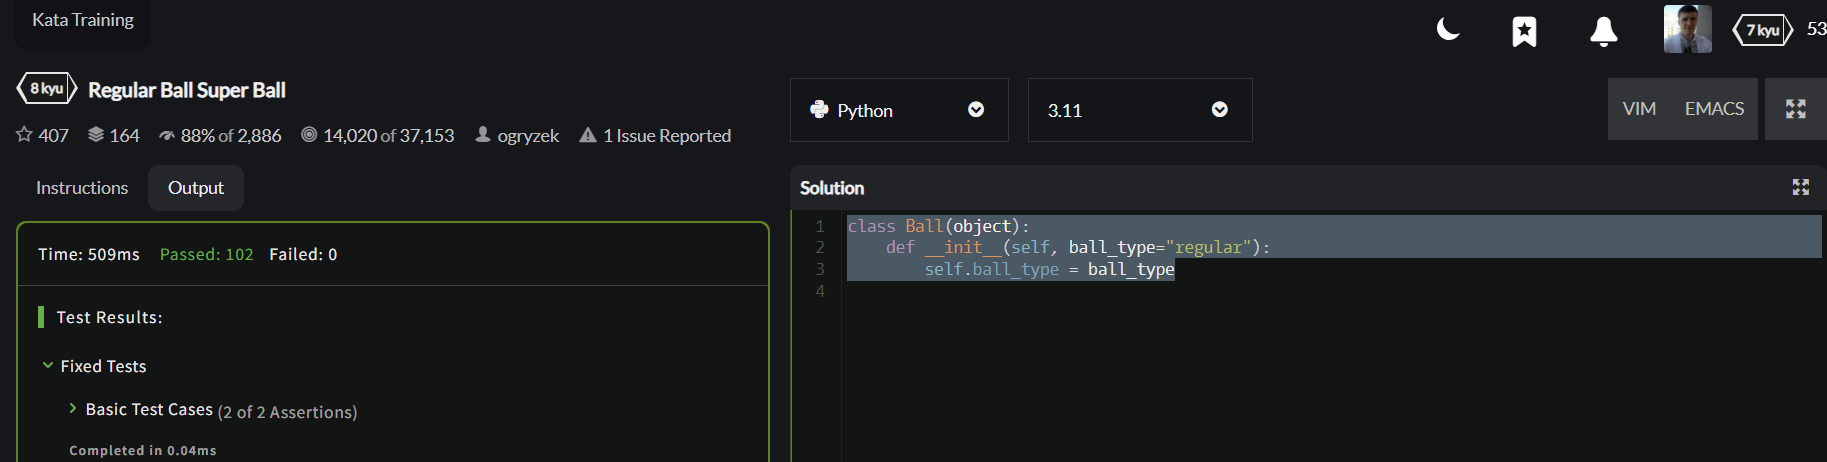 Kata Training
7 kyu 53
8 kyu Regular Ball Super Ball
407 164 88% of 2,886 14,020 of 37,153 ogryzek 1 Issue Reported
Python 3.11 VIM EMACS
Instructions Output
Time: 509ms Passed: 102 Failed: 0
Test Results:
Fixed Tests
Basic Test Cases (2 of 2 Assertions)
Completed in 0.04ms
Solution
1 class Ball(object):
2     def __init__(self, ball_type="regular"):
3         self.ball_type = ball_type
4